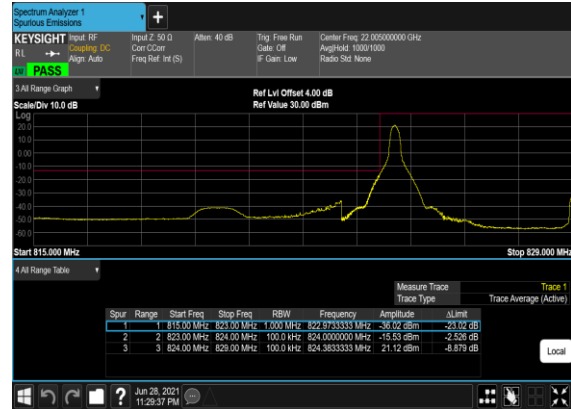 Spectrum Analyzer 1
Spurious Emissions
KEYSIGHT
Input: RF
Input Z: 50 Ω
Atten: 40 dB
Trig: Free Run
Center Freq: 22.005000000 GHz
RL
Coupling: DC
Corr CCorr
Gate: Off
Avg|Hold: 1000/1000
Align: Auto
Freq Ref: Int (S)
IF Gain: Low
Radio Std: None
PASS
3 All Range Graph
Ref Lvl Offset 4.00 dB
Scale/Div 10.0 dB
Ref Value 30.00 dBm
Log
20.0
10.0
0.00
-10.0
-20.0
-30.0
-40.0
-50.0
-60.0
Start 815.000 MHz
Stop 829.000 MHz
4 All Range Table
Measure Trace Trace 1
Trace Type Trace Average (Active)
Spur Range Start Freq Stop Freq RBW Frequency Amplitude ΔLimit
1 1 815.00 MHz 823.00 MHz 1.000 MHz 822.9733333 MHz -36.02 dBm -23.02 dB
2 2 823.00 MHz 824.00 MHz 100.0 kHz 824.0000000 MHz -15.53 dBm -2.526 dB
3 3 824.00 MHz 829.00 MHz 100.0 kHz 824.3833333 MHz 21.12 dBm -8.879 dB
Local
?
Jun 28, 2021
11:29:37 PM